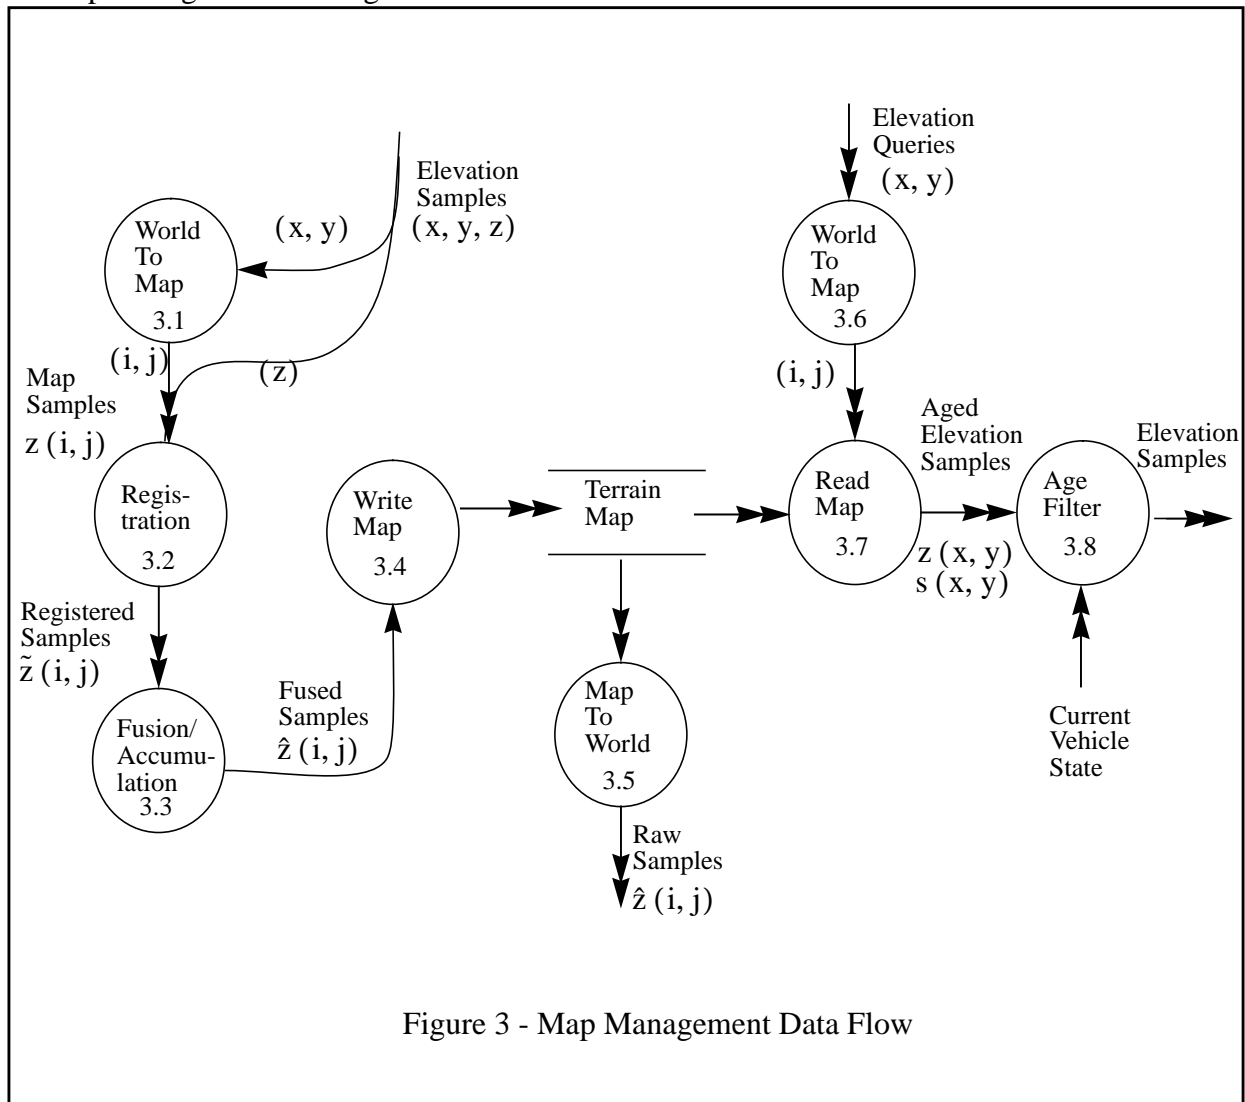 Elevation
Samples
(x, y, z)
(x, y)
World
To
Map
3.1
(i, j)
(z)
Map
Samples
z (i, j)
Regis-
tration
3.2
Registered
Samples
z̃ (i, j)
Fusion/
Accumu-
lation
3.3
Fused
Samples
ẑ (i, j)
Write
Map
3.4
Terrain
Map
Map
To
World
3.5
Raw
Samples
ẑ (i, j)
Elevation
Queries
(x, y)
World
To
Map
3.6
(i, j)
Read
Map
3.7
Aged
Elevation
Samples
z (x, y)
s (x, y)
Age
Filter
3.8
Elevation
Samples
Current
Vehicle
State
Figure 3 - Map Management Data Flow